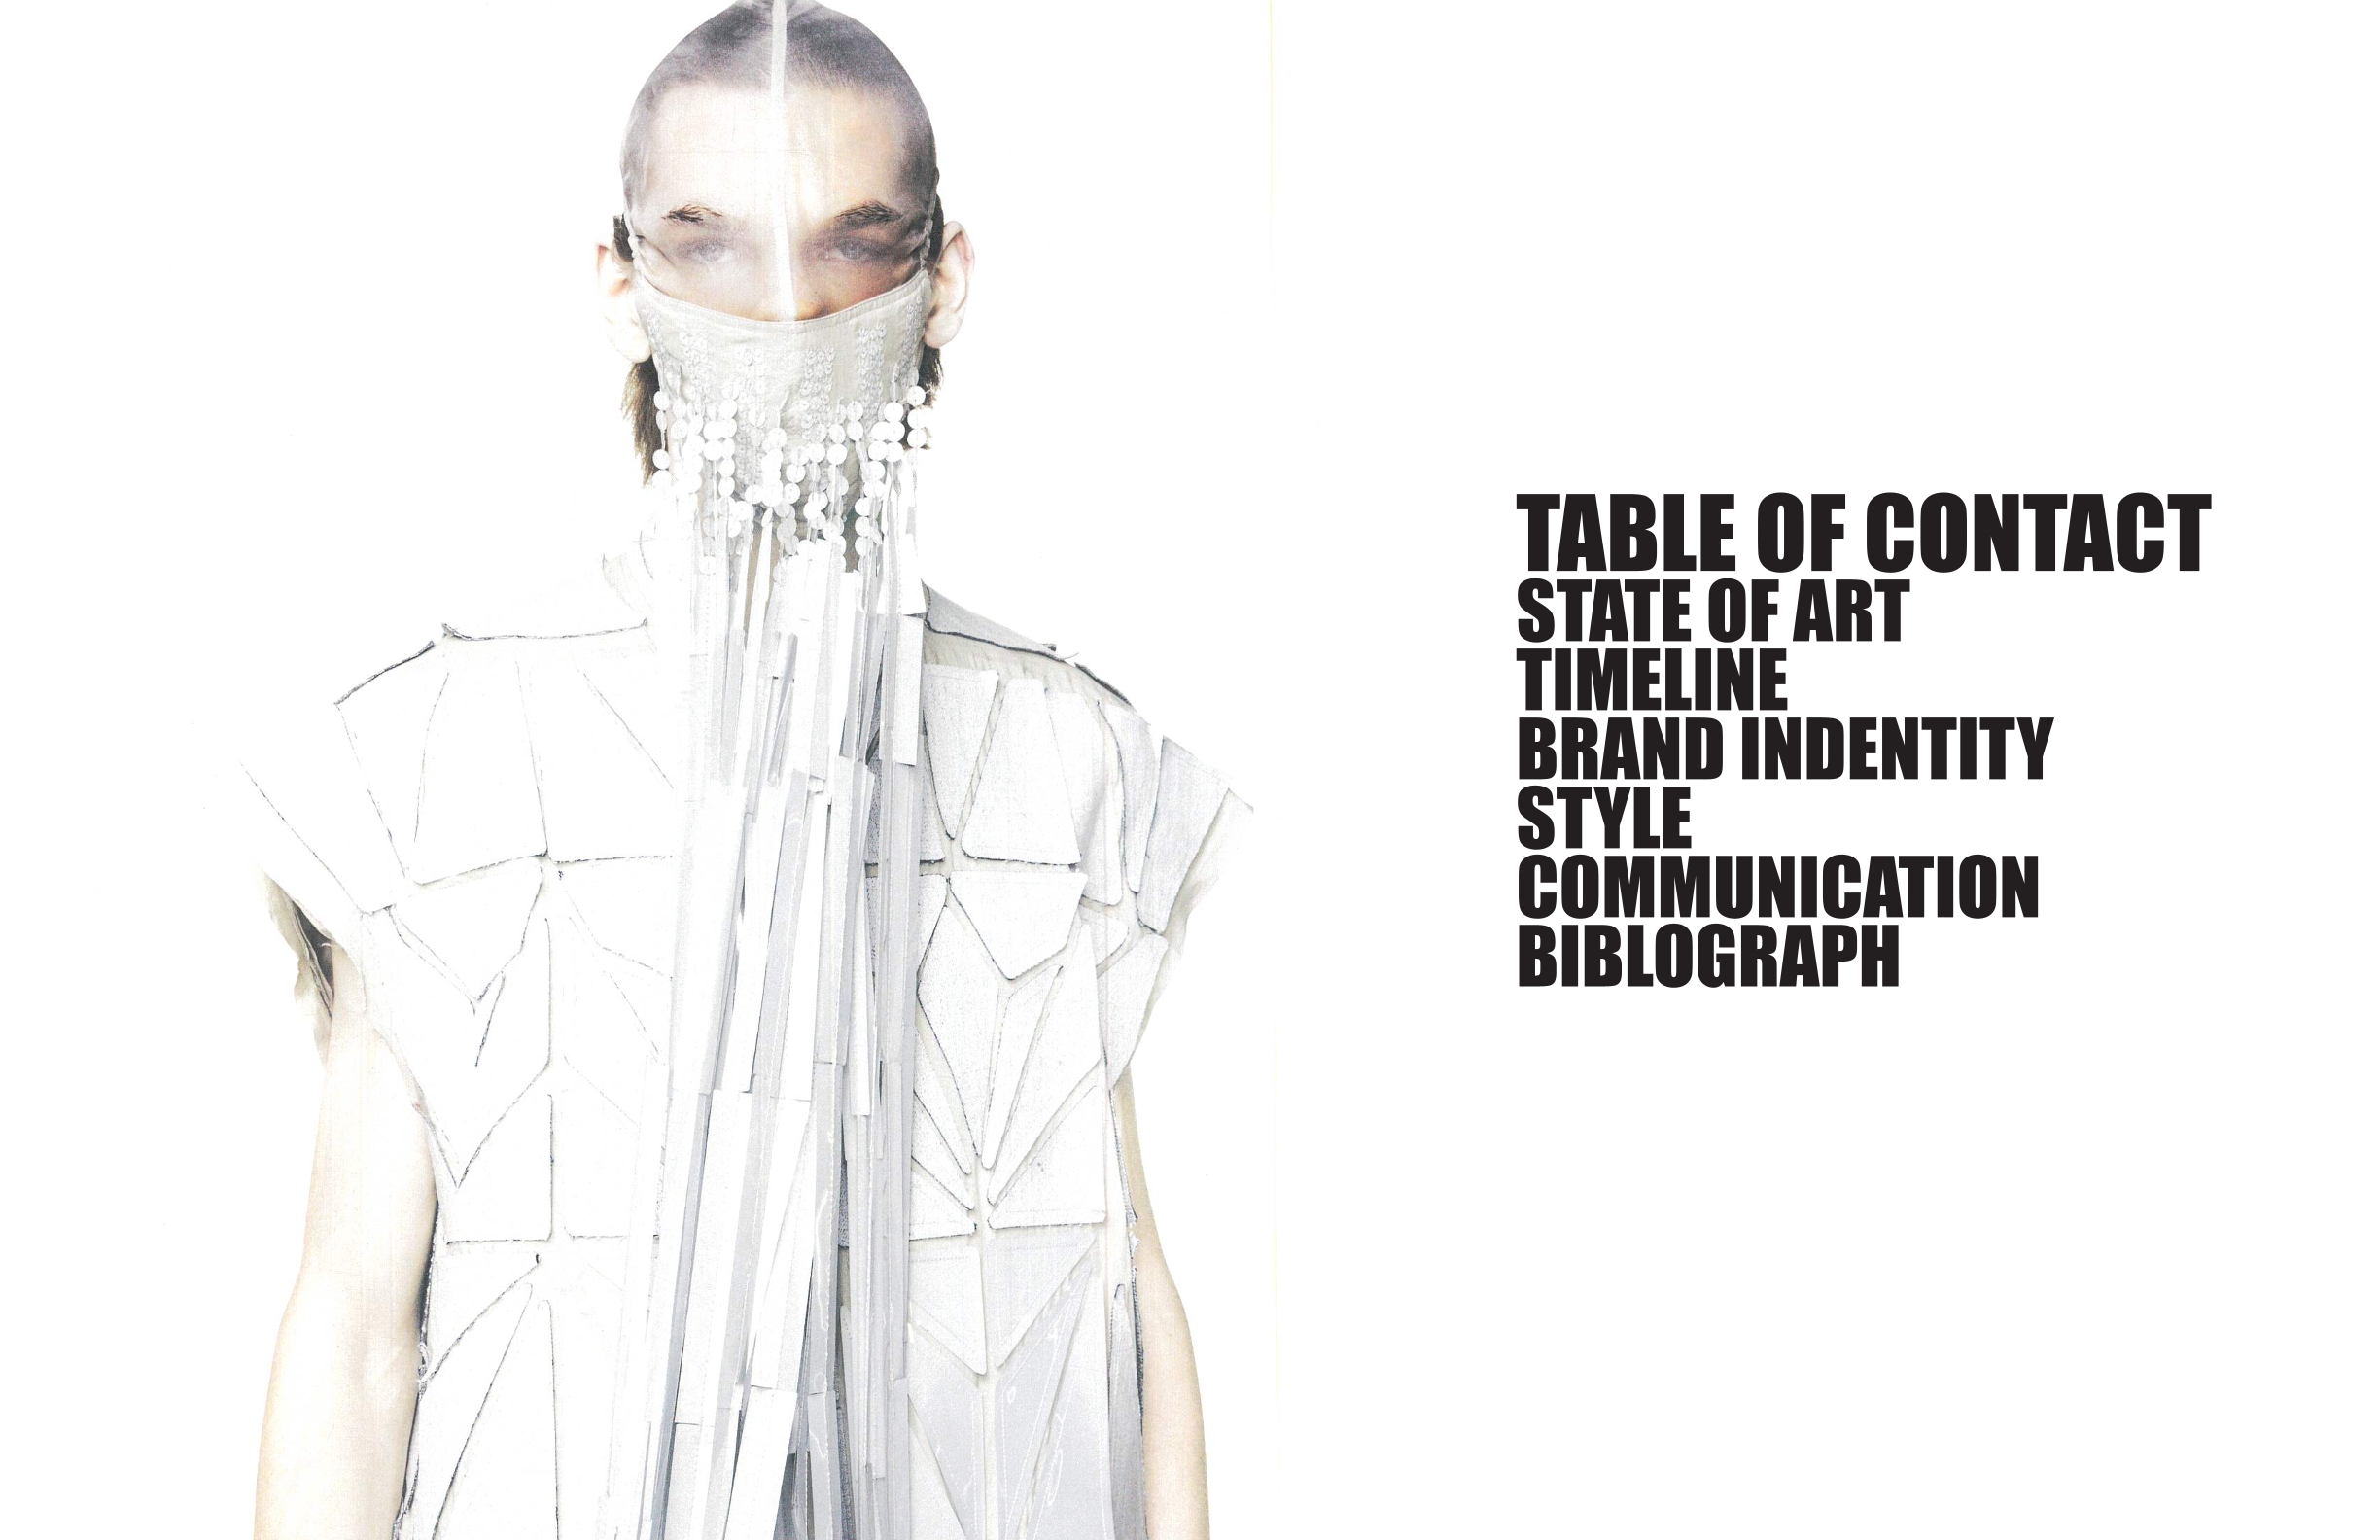 TABLE OF CONTACT
STATE OF ART
TIMELINE
BRAND INDENTITY
STYLE
COMMUNICATION
BIBLOGRAPH